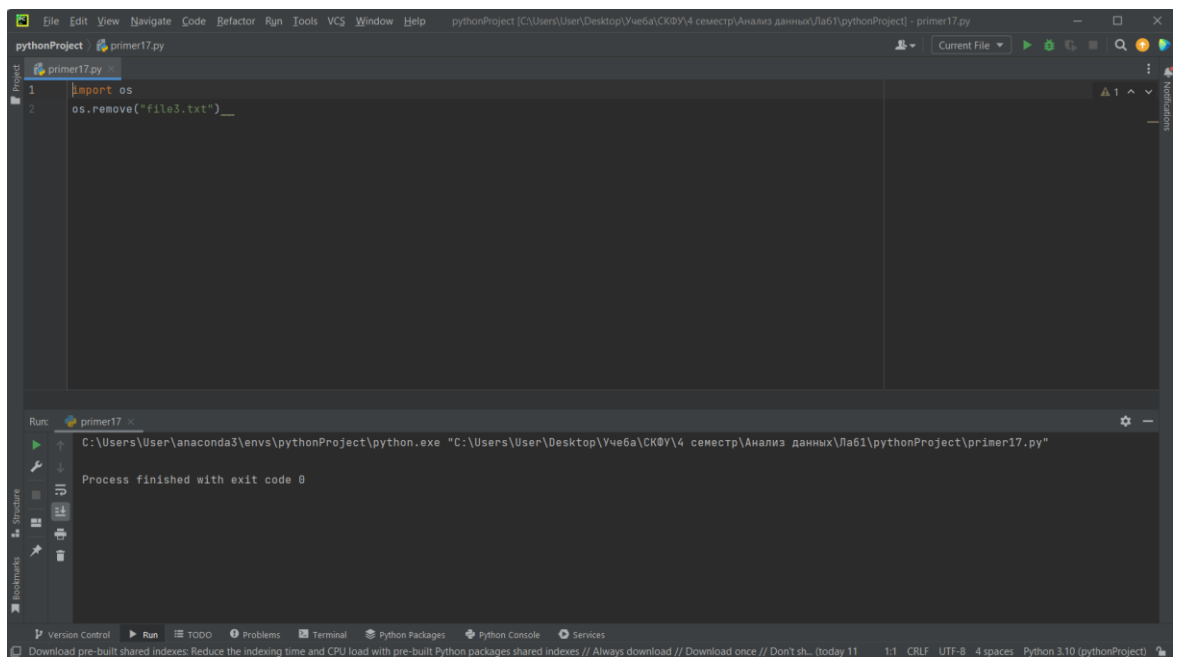 File Edit View Navigate Code Refactor Run Tools VCS Window Help pythonProject [C:\Users\User\Desktop\Учеба\СКФУ\4 семестр\Анализ данных\Лаб1\pythonProject] - primer17.py
pythonProject primer17.py Current File
Project
primer17.py
1 import os
2 os.remove("file3.txt")
1
Notifications
Run: primer17
C:\Users\User\anaconda3\envs\pythonProject\python.exe "C:\Users\User\Desktop\Учеба\СКФУ\4 семестр\Анализ данных\Лаб1\pythonProject\primer17.py"
Process finished with exit code 0
Structure
Bookmarks
Version Control Run TODO Problems Terminal Python Packages Python Console Services
Download pre-built shared indexes: Reduce the indexing time and CPU load with pre-built Python packages shared indexes // Always download // Download once // Don't sh... (today 11 1:1 CRLF UTF-8 4 spaces Python 3.10 (pythonProject)